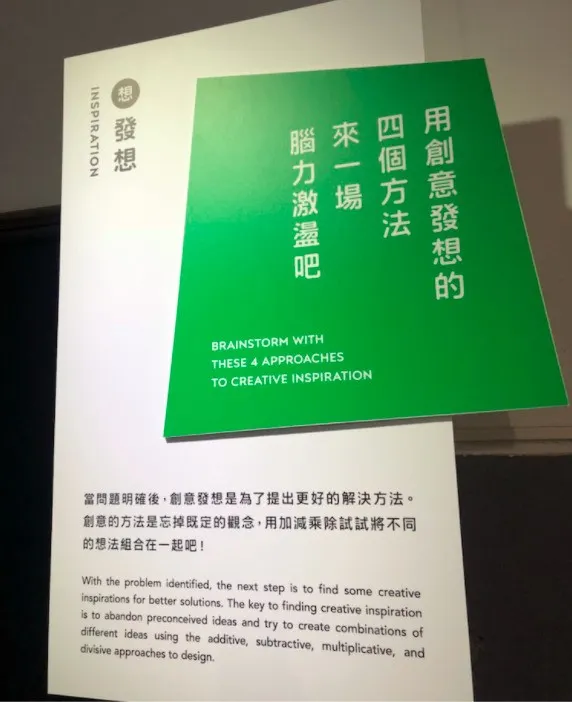 想
發想
INSPIRATION
用創意發想的
四個方法
來一場
腦力激盪吧
BRAINSTORM WITH
THESE 4 APPROACHES
TO CREATIVE INSPIRATION
當問題明確後，創意發想是為了提出更好的解決方法。
創意的方法是忘掉既定的觀念，用加減乘除試試將不同
的想法組合在一起吧！
With the problem identified, the next step is to find some creative
inspirations for better solutions. The key to finding creative inspiration
is to abandon preconceived ideas and try to create combinations of
different ideas using the additive, subtractive, multiplicative, and
divisive approaches to design.